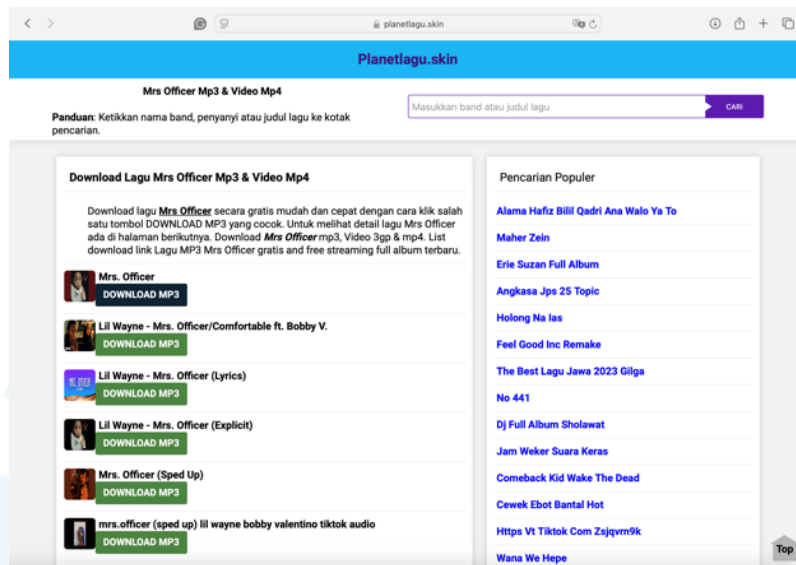 planetlagu.skin
Planetlagu.skin
Mrs Officer Mp3 & Video Mp4
Panduan: Ketikkan nama band, penyanyi atau judul lagu ke kotak
pencarian.
Masukkan band atau judul lagu
CARI
Download Lagu Mrs Officer Mp3 & Video Mp4
Download lagu Mrs Officer secara gratis mudah dan cepat dengan cara klik salah
satu tombol DOWNLOAD MP3 yang cocok. Untuk melihat detail lagu Mrs Officer
ada di halaman berikutnya. Download Mrs Officer mp3, Video 3gp & mp4. List
download link Lagu MP3 Mrs Officer gratis and free streaming full album terbaru.
Mrs. Officer
DOWNLOAD MP3
Lil Wayne - Mrs. Officer/Comfortable ft. Bobby V.
DOWNLOAD MP3
Lil Wayne - Mrs. Officer (Lyrics)
DOWNLOAD MP3
Lil Wayne - Mrs. Officer (Explicit)
DOWNLOAD MP3
Mrs. Officer (Sped Up)
DOWNLOAD MP3
mrs.officer (sped up) lil wayne bobby valentino tiktok audio
DOWNLOAD MP3
Pencarian Populer
Alama Hafiz Bilil Qadri Ana Walo Ya To
Maher Zein
Erie Suzan Full Album
Angkasa Jps 25 Topic
Holong Na Ias
Feel Good Inc Remake
The Best Lagu Jawa 2023 Gilga
No 441
Dj Full Album Sholawat
Jam Weker Suara Keras
Comeback Kid Wake The Dead
Cewek Ebot Bantal Hot
Https Vt Tiktok Com Zsjqvrn9k
Wana We Hepe
Top